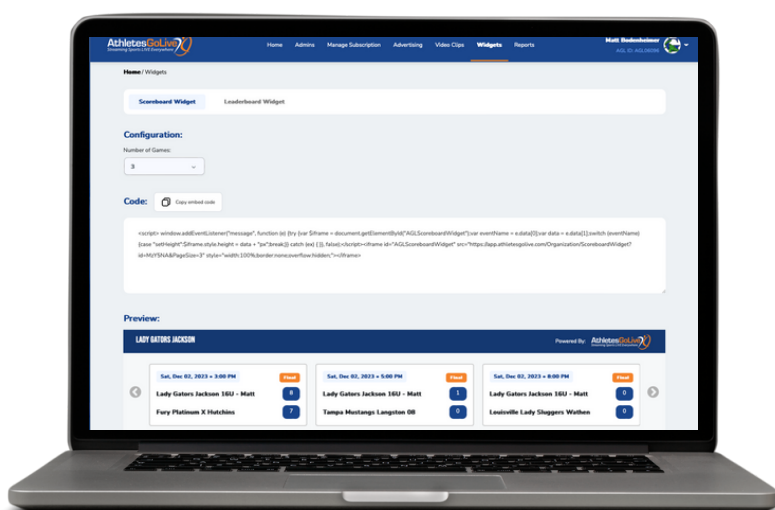 AthletesGoLive
Streaming Sports LIVE Everywhere
Home Admins Manage Subscription Advertising Video Clips Widgets Reports
Matt Bodenheimer
Home / Widgets
Scoreboard Widget Leaderboard Widget
Configuration:
Number of Games:
3
Code: Copy embed code
<script> window.addEventListener("message", function (e) {try {var $iframe = document.getElementById("AGLScoreboardWidget");var eventName = e.data[0];var data = e.data[1];switch (eventName)
{case "setHeight":$iframe.style.height = data + "px";break;}} catch (ex) { }}, false);</script><iframe id="AGLScoreboardWidget" src="https://app.athletesgolive.com/Organization/ScoreboardWidget?
id=MzY5NA&PageSize=3" style="width:100%;border:none;overflow:hidden;"></iframe>
Preview:
LADY GATORS JACKSON Powered By: AthletesGoLive
Sat, Dec 02, 2023 • 3:00 PM Final Sat, Dec 02, 2023 • 5:00 PM Final Sat, Dec 02, 2023 • 8:00 PM Final
Lady Gators Jackson 16U - Matt 8 Lady Gators Jackson 16U - Matt 1 Lady Gators Jackson 16U - Matt 0
Fury Platinum X Hutchins 7 Tampa Mustangs Langston 08 0 Louisville Lady Sluggers Wathen 0